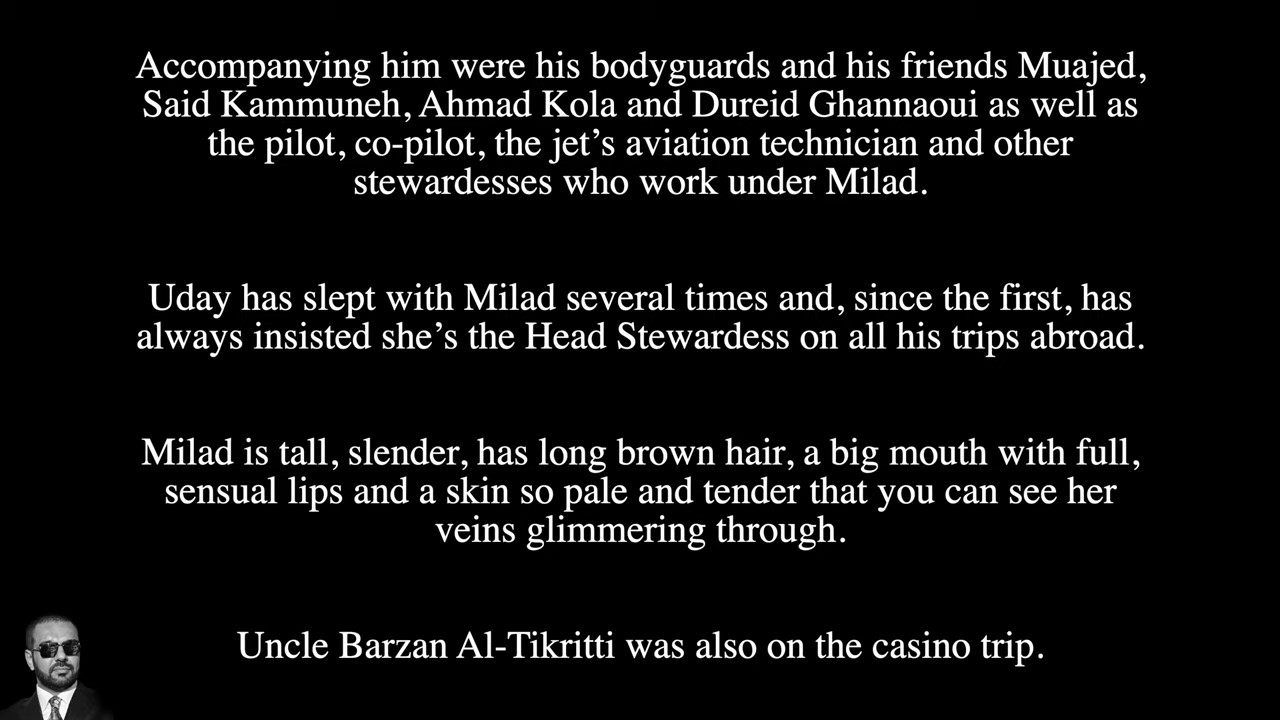 Accompanying him were his bodyguards and his friends Muajed,
Said Kammuneh, Ahmad Kola and Dureid Ghannaoui as well as
the pilot, co-pilot, the jet’s aviation technician and other
stewardesses who work under Milad.
Uday has slept with Milad several times and, since the first, has
always insisted she’s the Head Stewardess on all his trips abroad.
Milad is tall, slender, has long brown hair, a big mouth with full,
sensual lips and a skin so pale and tender that you can see her
veins glimmering through.
Uncle Barzan Al-Tikritti was also on the casino trip.